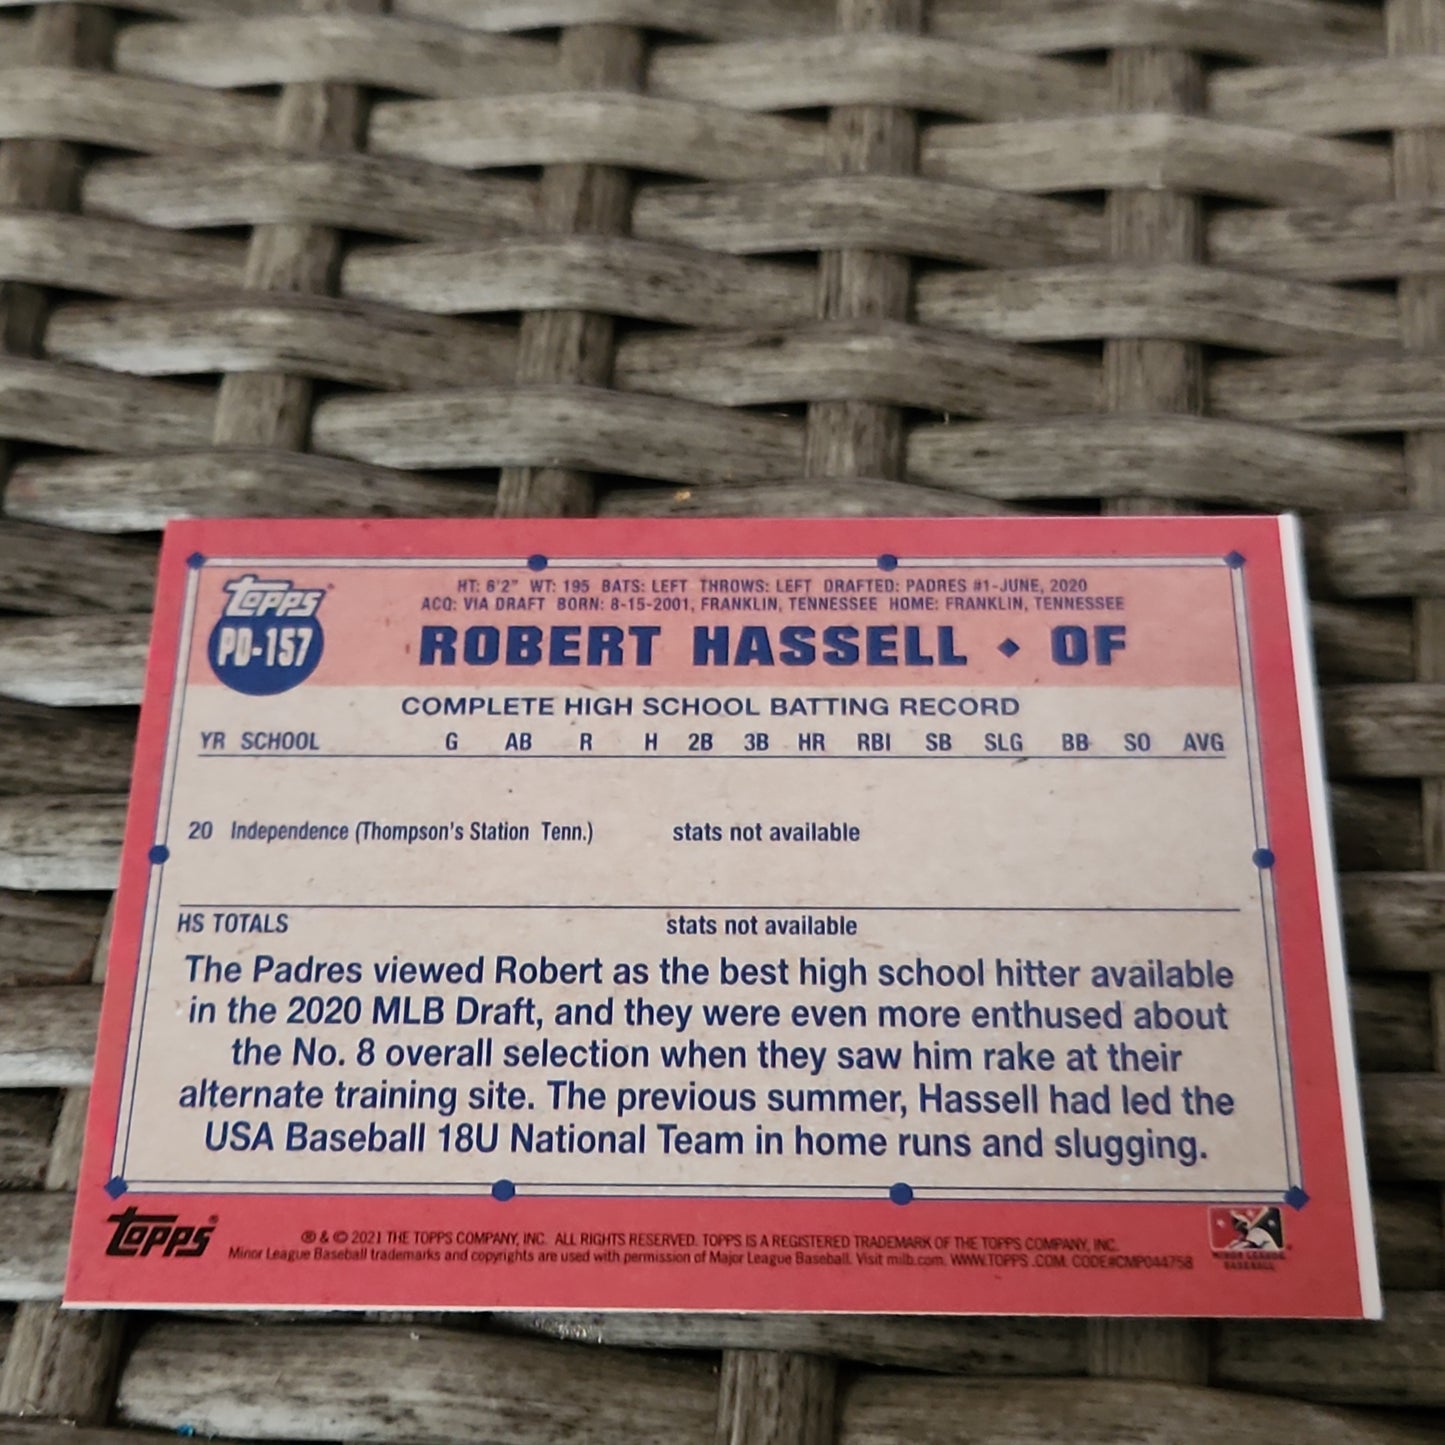 Topps
PD-157
HT: 6'2" WT: 195 BATS: LEFT THROWS: LEFT DRAFTED: PADRES #1-JUNE, 2020
ACQ: VIA DRAFT BORN: 8-15-2001, FRANKLIN, TENNESSEE HOME: FRANKLIN, TENNESSEE
ROBERT HASSELL ◆ OF
COMPLETE HIGH SCHOOL BATTING RECORD
YR SCHOOL G AB R H 2B 3B HR RBI SB SLG BB SO AVG
20 Independence (Thompson's Station Tenn.) stats not available
HS TOTALS stats not available
The Padres viewed Robert as the best high school hitter available
in the 2020 MLB Draft, and they were even more enthused about
the No. 8 overall selection when they saw him rake at their
alternate training site. The previous summer, Hassell had led the
USA Baseball 18U National Team in home runs and slugging.
Topps®
® & © 2021 THE TOPPS COMPANY, INC. ALL RIGHTS RESERVED. TOPPS IS A REGISTERED TRADEMARK OF THE TOPPS COMPANY, INC.
Minor League Baseball trademarks and copyrights are used with permission of Major League Baseball. Visit milb.com. WWW.TOPPS.COM. CODE#CMP044758
MINOR LEAGUE
BASEBALL